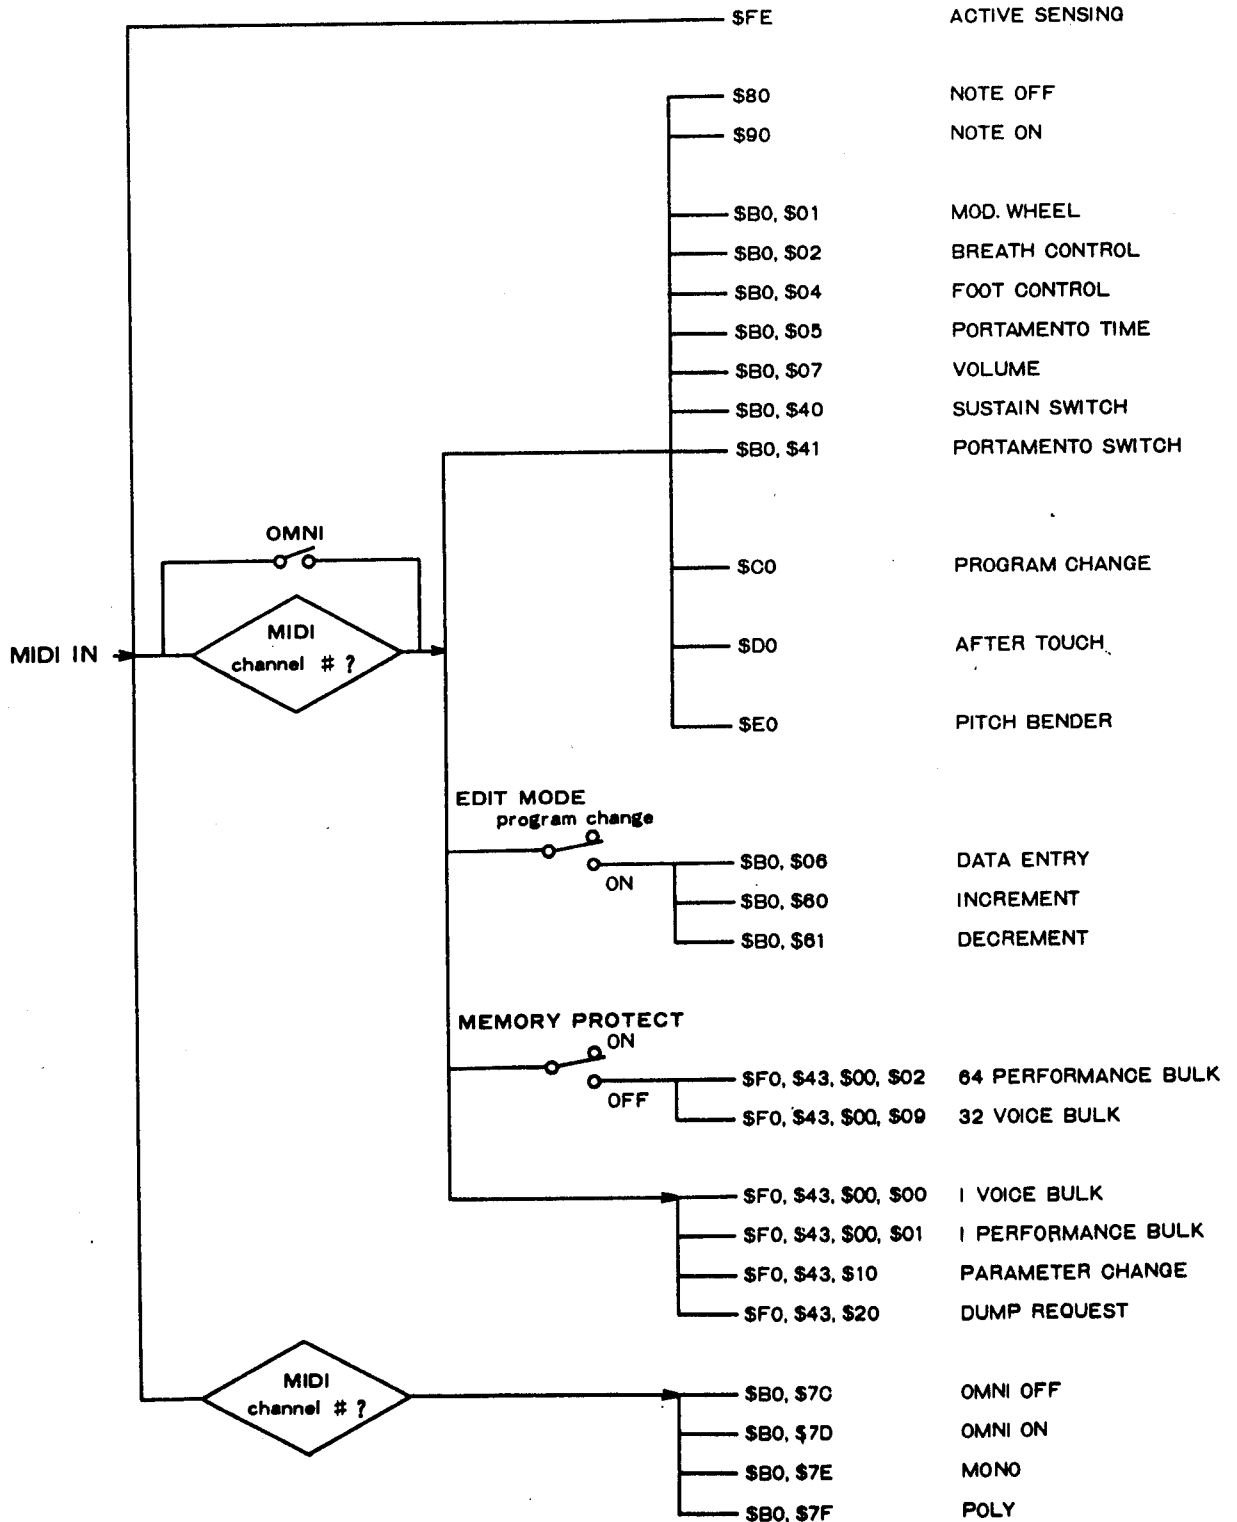 $FE ACTIVE SENSING
$80 NOTE OFF
$90 NOTE ON
$B0, $01 MOD. WHEEL
$B0, $02 BREATH CONTROL
$B0, $04 FOOT CONTROL
$B0, $05 PORTAMENTO TIME
$B0, $07 VOLUME
$B0, $40 SUSTAIN SWITCH
$B0, $41 PORTAMENTO SWITCH
OMNI
$C0 PROGRAM CHANGE
MIDI
channel # ?
MIDI IN
$D0 AFTER TOUCH
$E0 PITCH BENDER
EDIT MODE
program change
ON
$B0, $06 DATA ENTRY
$B0, $60 INCREMENT
$B0, $61 DECREMENT
MEMORY PROTECT
ON
OFF
$F0, $43, $00, $02 64 PERFORMANCE BULK
$F0, $43, $00, $09 32 VOICE BULK
$F0, $43, $00, $00 1 VOICE BULK
$F0, $43, $00, $01 1 PERFORMANCE BULK
$F0, $43, $10 PARAMETER CHANGE
$F0, $43, $20 DUMP REQUEST
MIDI
channel # ?
$B0, $7C OMNI OFF
$B0, $7D OMNI ON
$B0, $7E MONO
$B0, $7F POLY